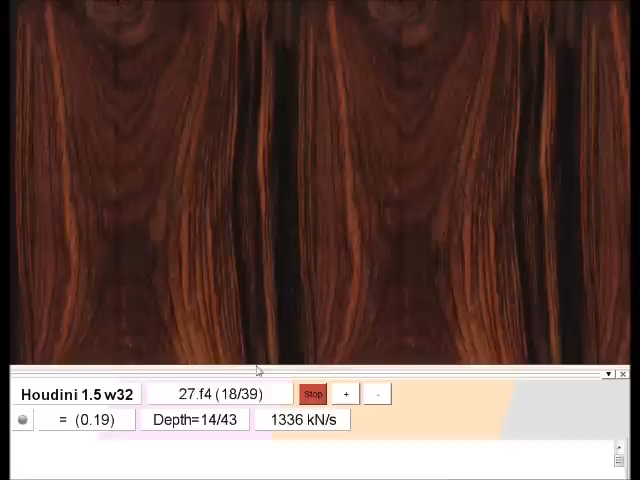 Houdini 1.5 w32 27.f4 (18/39) Stop + -
= (0.19) Depth=14/43 1336 kN/s